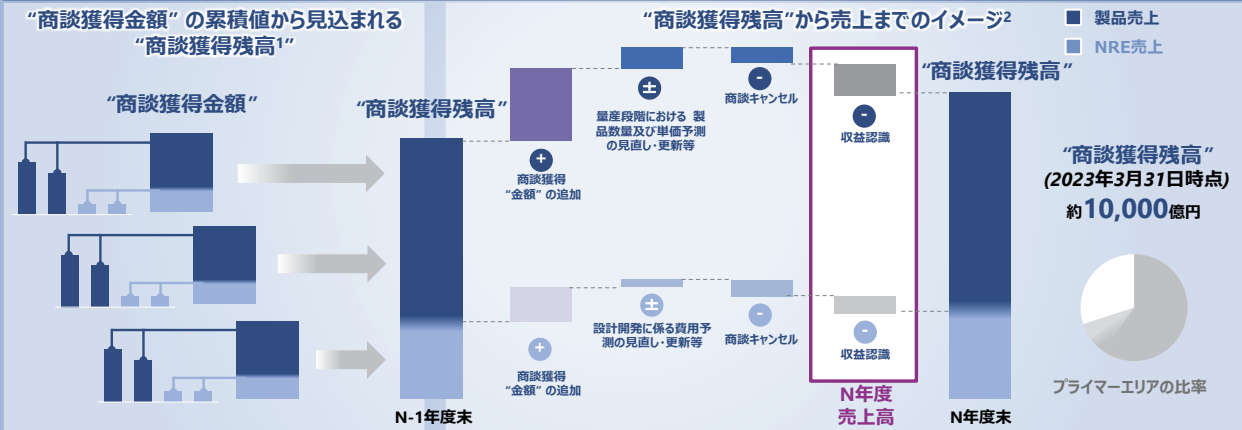 “商談獲得金額” の累積値から見込まれる
“商談獲得残高¹”
“商談獲得残高”から売上までのイメージ²
製品売上
NRE売上
“商談獲得金額”
“商談獲得残高”
+
商談獲得
“金額” の追加
±
量産段階における 製
品数量及び単価予測
の見直し・更新等
-
商談キャンセル
-
収益認識
“商談獲得残高”
+
商談獲得
“金額” の追加
±
設計開発に係る費用予
測の見直し・更新等
-
商談キャンセル
-
収益認識
N-1年度末
N年度
売上高
N年度末
“商談獲得残高”
(2023年3月31日時点)
約10,000億円
プライマーエリアの比率